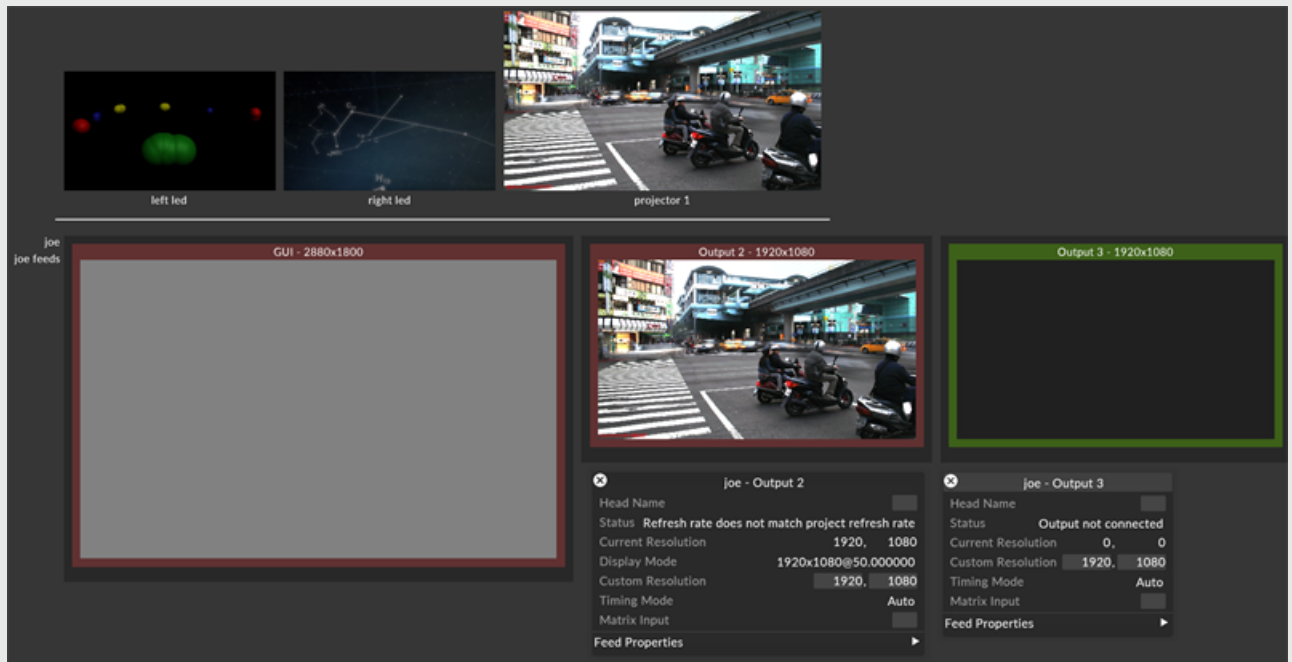 left led
right led
projector 1
joe
joe feeds
GUI - 2880x1800
Output 2 - 1920x1080
Output 3 - 1920x1080
joe - Output 2
Head Name
Status Refresh rate does not match project refresh rate
Current Resolution 1920, 1080
Display Mode 1920x1080@50.000000
Custom Resolution 1920, 1080
Timing Mode Auto
Matrix Input
Feed Properties
joe - Output 3
Head Name
Status Output not connected
Current Resolution 0, 0
Custom Resolution 1920, 1080
Timing Mode Auto
Matrix Input
Feed Properties